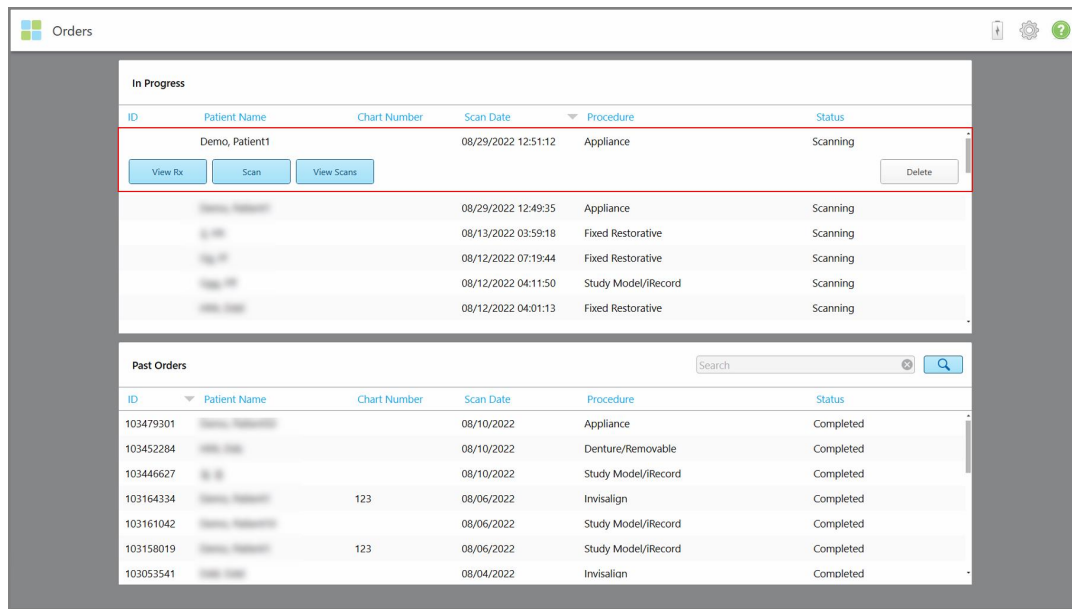 Orders
?
In Progress
ID Patient Name Chart Number Scan Date Procedure Status
Demo, Patient1 08/29/2022 12:51:12 Appliance Scanning
View Rx Scan View Scans Delete
08/29/2022 12:49:35 Appliance Scanning
08/13/2022 03:59:18 Fixed Restorative Scanning
08/12/2022 07:19:44 Fixed Restorative Scanning
08/12/2022 04:11:50 Study Model/iRecord Scanning
08/12/2022 04:01:13 Fixed Restorative Scanning
Past Orders Search
ID Patient Name Chart Number Scan Date Procedure Status
103479301 08/10/2022 Appliance Completed
103452284 08/10/2022 Denture/Removable Completed
103446627 08/10/2022 Study Model/iRecord Completed
103164334 123 08/06/2022 Invisalign Completed
103161042 08/06/2022 Study Model/iRecord Completed
103158019 123 08/06/2022 Study Model/iRecord Completed
103053541 08/04/2022 Invisalign Completed